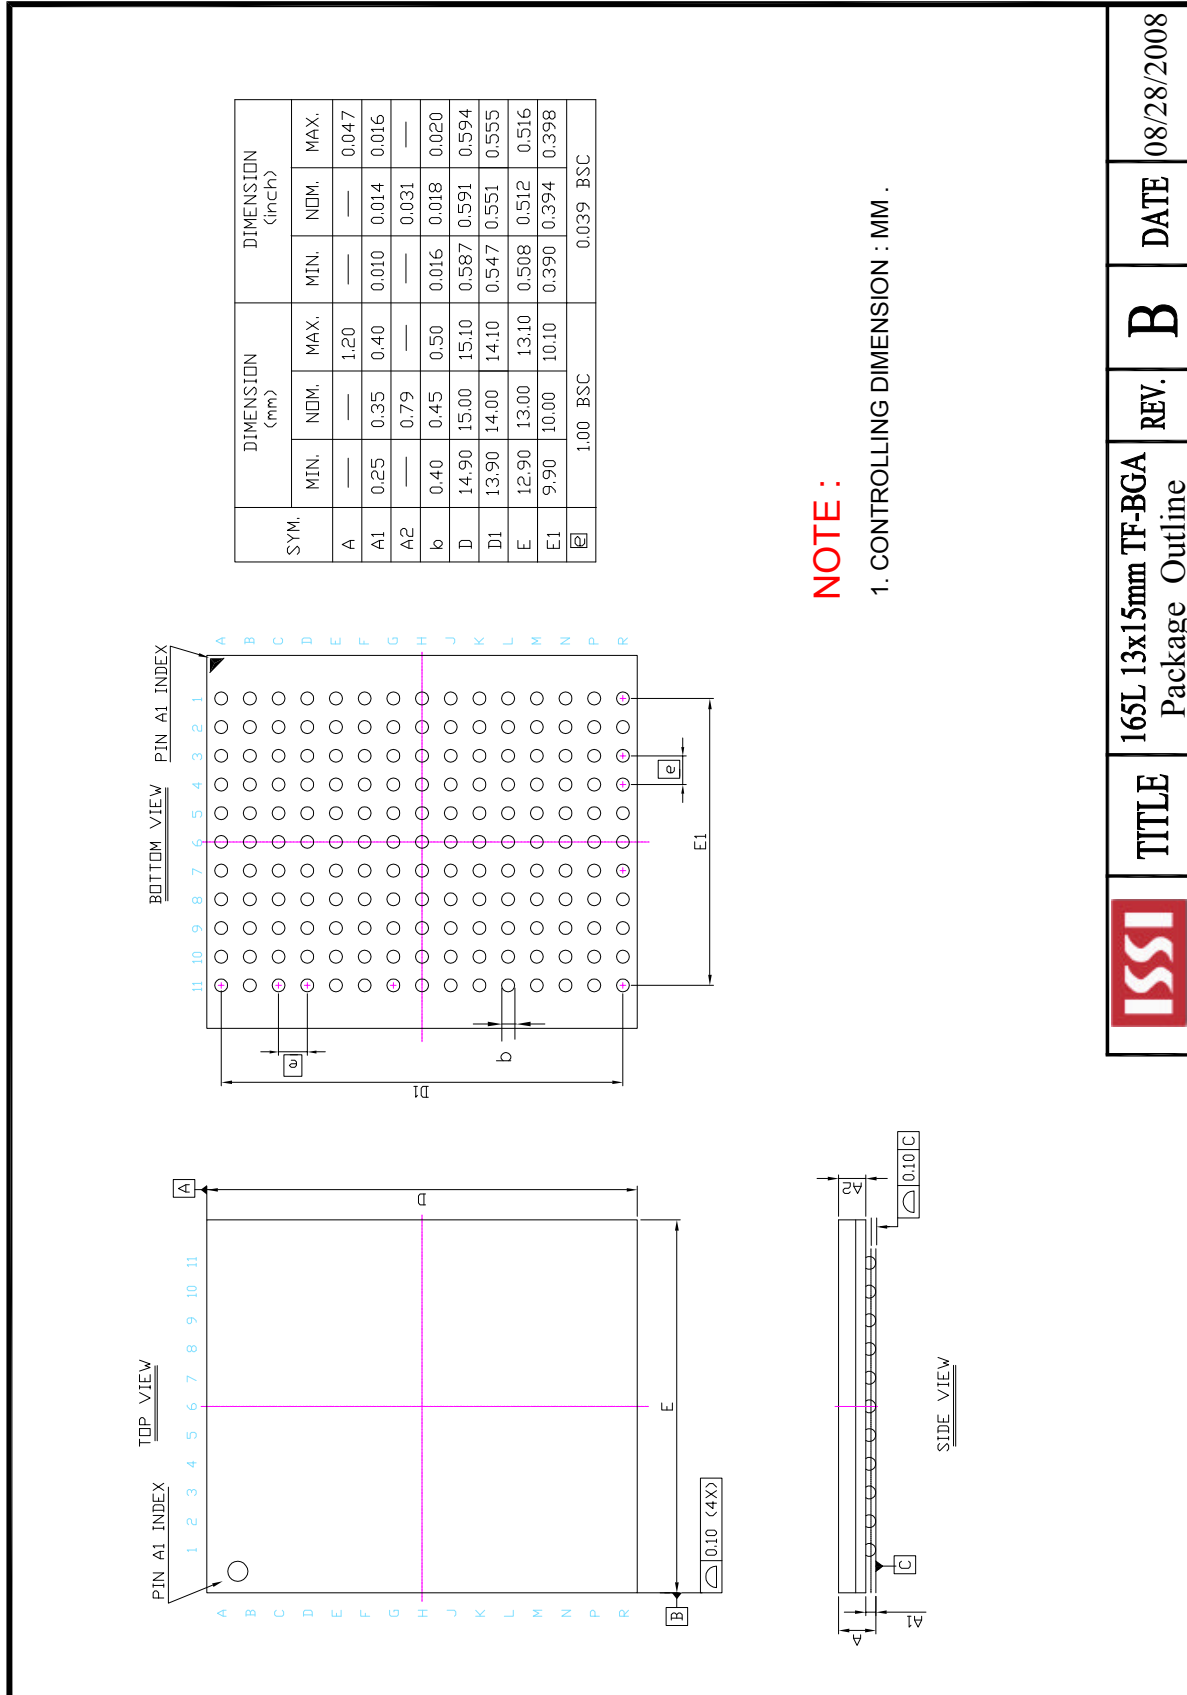 TOP VIEW
PIN A1 INDEX
1 2 3 4 5 6 7 8 9 10 11
A
B
C
D
E
F
G
H
J
K
L
M
N
P
R
A
D
E
B
0.10 (4X)
BOTTOM VIEW
PIN A1 INDEX
11 10 9 8 7 6 5 4 3 2 1
A
B
C
D
E
F
G
H
J
K
L
M
N
P
R
e
D1
b
e
E1
A
A1
A2
C
0.10 C
SIDE VIEW
SYM. DIMENSION (mm) DIMENSION (inch)
MIN. NOM. MAX. MIN. NOM. MAX.
A — — 1.20 — — 0.047
A1 0.25 0.35 0.40 0.010 0.014 0.016
A2 — 0.79 — 0.031 —
b 0.40 0.45 0.50 0.016 0.018 0.020
D 14.90 15.00 15.10 0.587 0.591 0.594
D1 13.90 14.00 14.10 0.547 0.551 0.555
E 12.90 13.00 13.10 0.508 0.512 0.516
E1 9.90 10.00 10.10 0.390 0.394 0.398
e 1.00 BSC 0.039 BSC
NOTE :
1. CONTROLLING DIMENSION : MM .
ISSI
TITLE
165L 13x15mm TF-BGA
Package Outline
REV.
B
DATE
08/28/2008